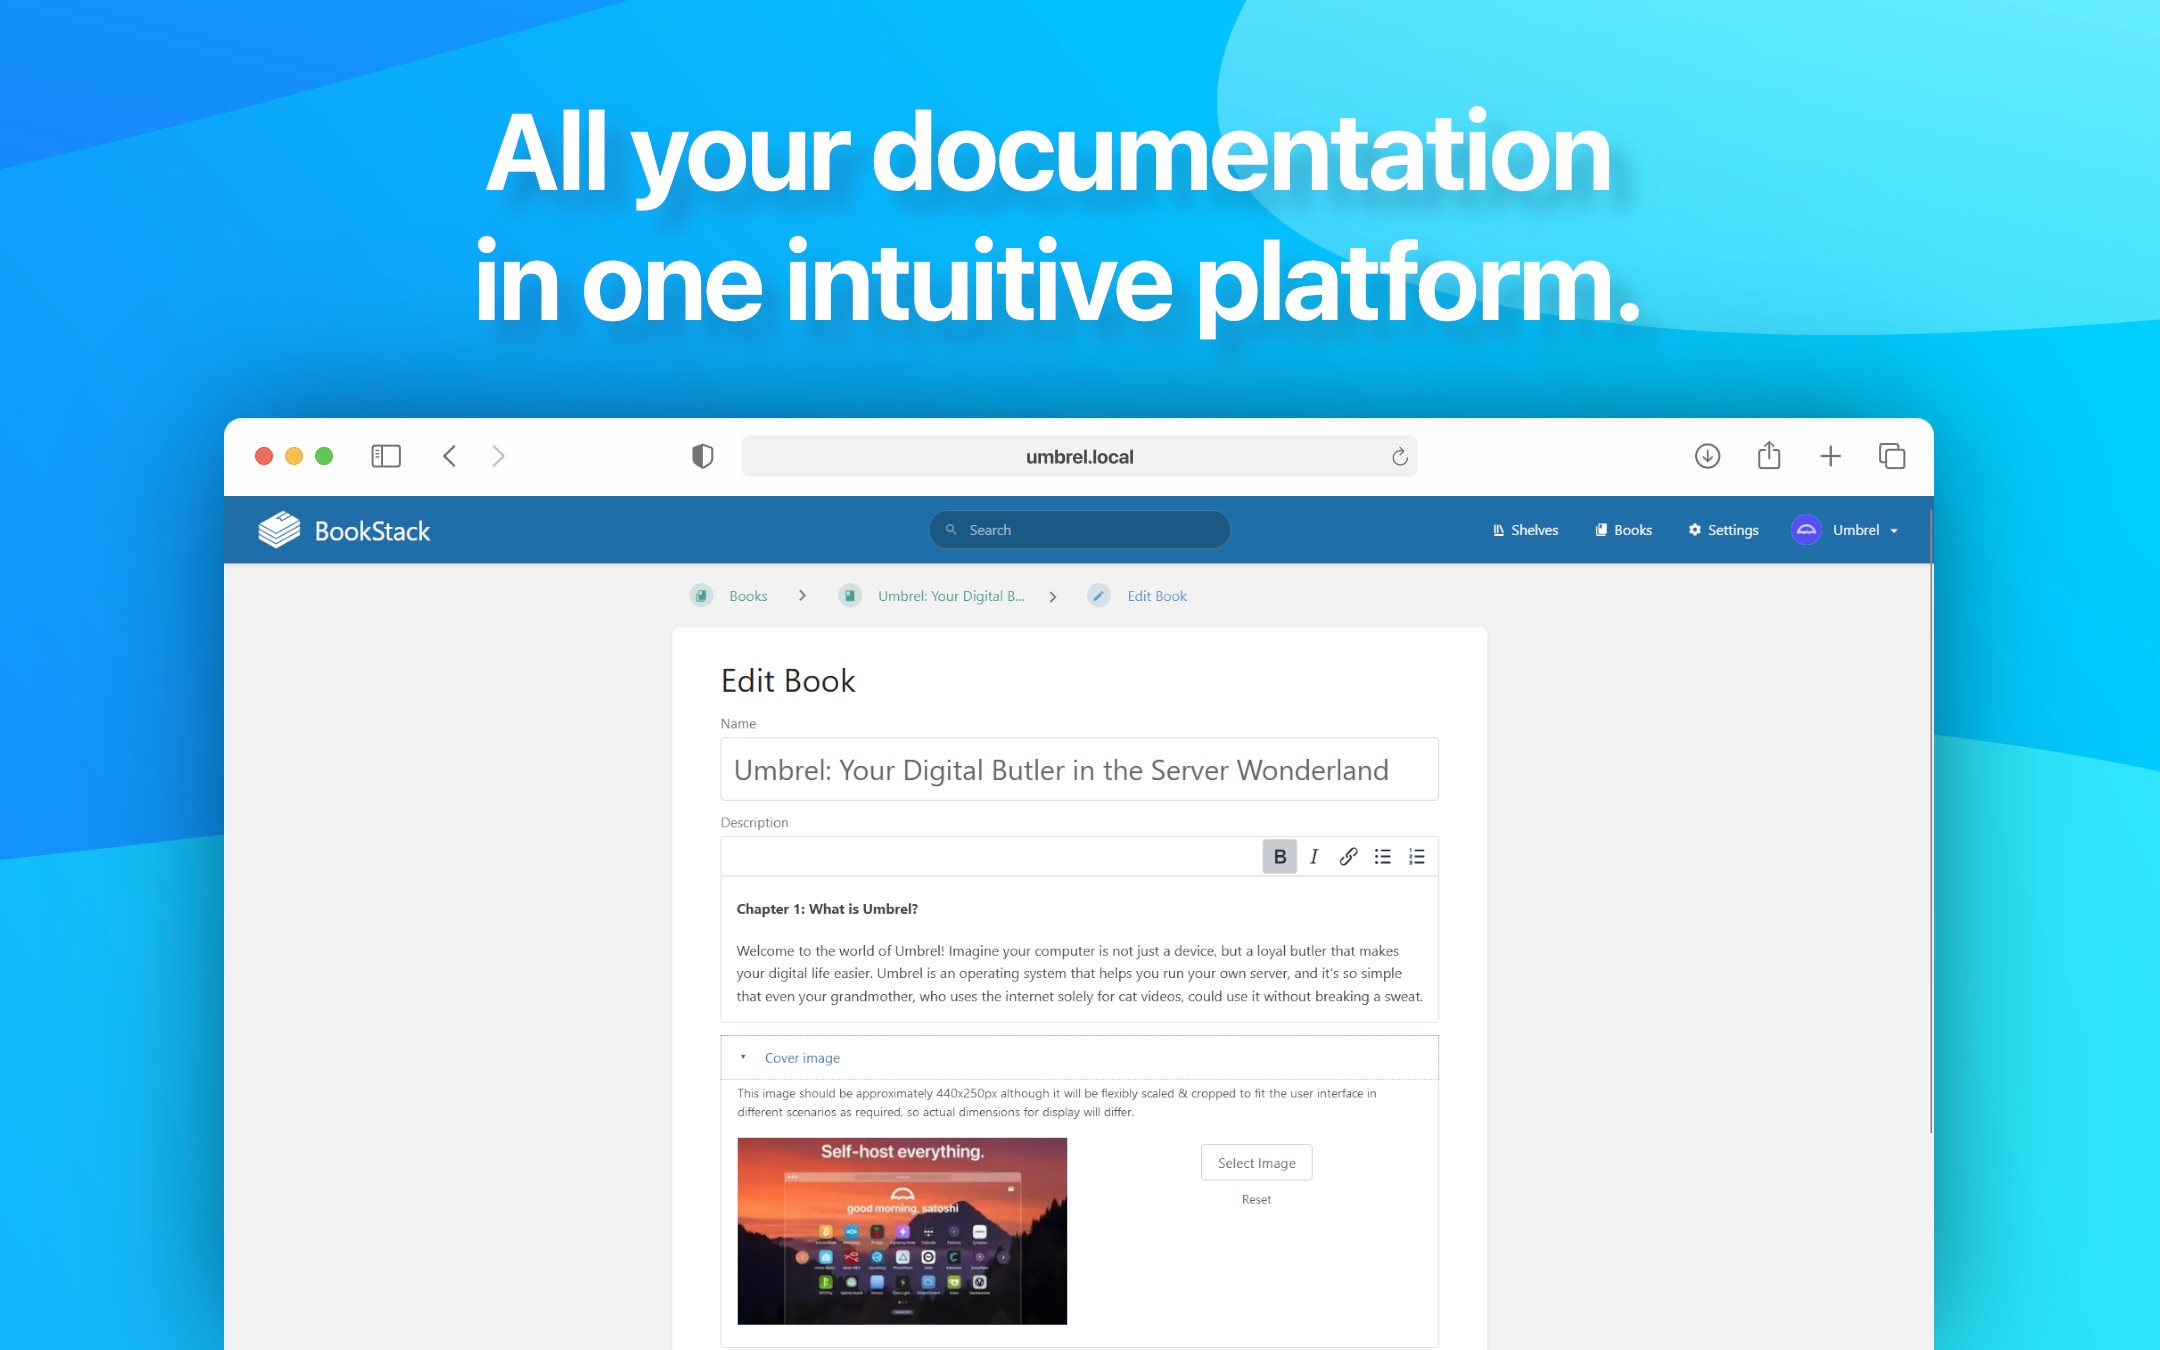 All your documentation
in one intuitive platform.
umbrel.local
BookStack
Search
Shelves
Books
Settings
Umbrel
Books
Umbrel: Your Digital B...
Edit Book
Edit Book
Name
Umbrel: Your Digital Butler in the Server Wonderland
Description
B I
Chapter 1: What is Umbrel?
Welcome to the world of Umbrel! Imagine your computer is not just a device, but a loyal butler that makes
your digital life easier. Umbrel is an operating system that helps you run your own server, and it's so simple
that even your grandmother, who uses the internet solely for cat videos, could use it without breaking a sweat.
Cover image
This image should be approximately 440x250px although it will be flexibly scaled & cropped to fit the user interface in
different scenarios as required, so actual dimensions for display will differ.
Self-host everything.
good morning, satoshi
Select Image
Reset